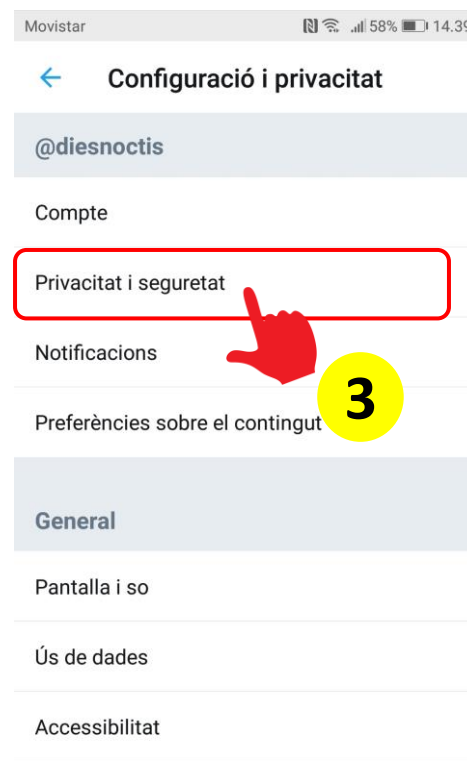 Movistar 58% 14.39
Configuració i privacitat
@diesnoctis
Compte
Privacitat i seguretat
Notificacions
3
Preferències sobre el contingut
General
Pantalla i so
Ús de dades
Accessibilitat